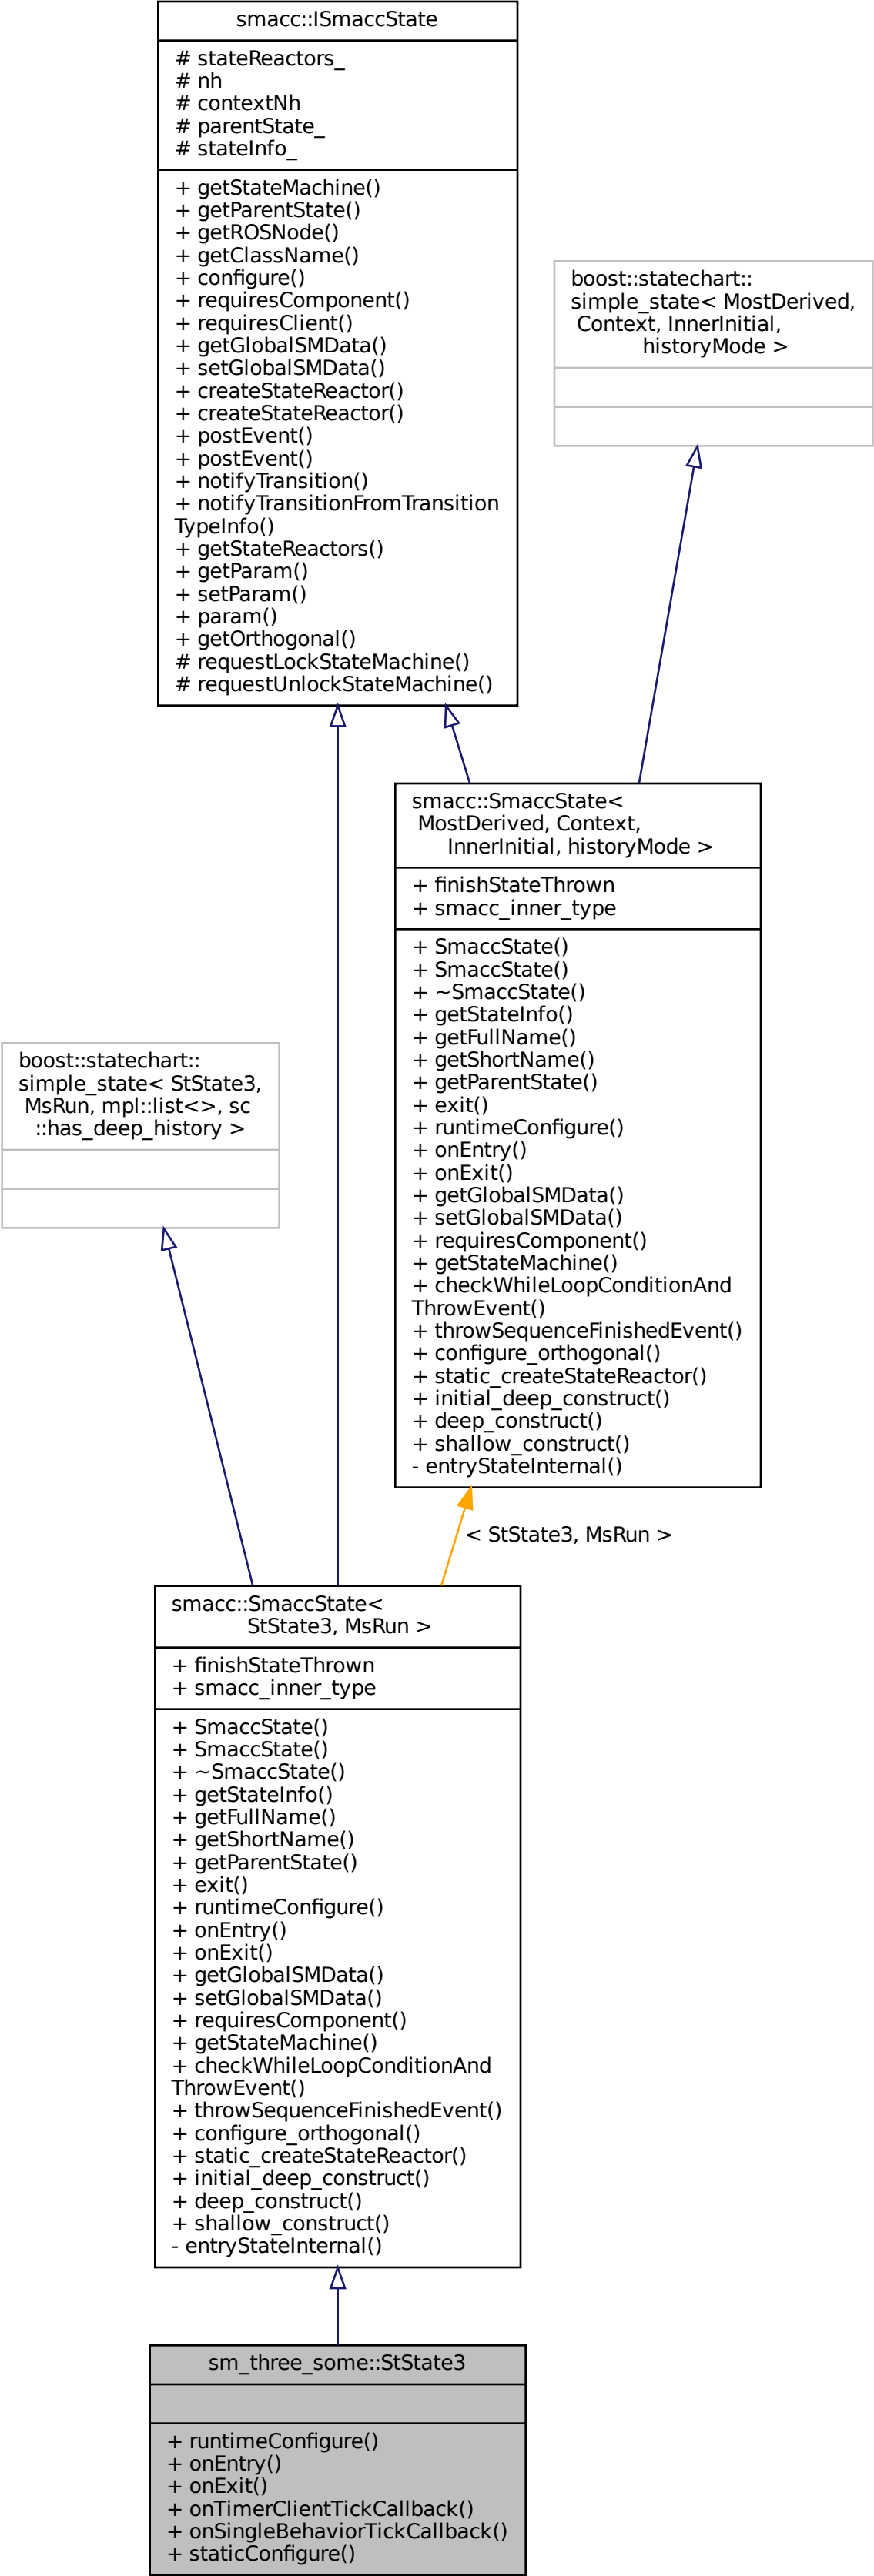 smacc::ISmaccState
# stateReactors_
# nh
# contextNh
# parentState_
# stateInfo_
+ getStateMachine()
+ getParentState()
+ getROSNode()
+ getClassName()
+ configure()
+ requiresComponent()
+ requiresClient()
+ getGlobalSMData()
+ setGlobalSMData()
+ createStateReactor()
+ createStateReactor()
+ postEvent()
+ postEvent()
+ notifyTransition()
+ notifyTransitionFromTransition
TypeInfo()
+ getStateReactors()
+ getParam()
+ setParam()
+ param()
+ getOrthogonal()
# requestLockStateMachine()
# requestUnlockStateMachine()
boost::statechart::
simple_state< MostDerived,
Context, InnerInitial,
historyMode >
smacc::SmaccState<
MostDerived, Context,
InnerInitial, historyMode >
+ finishStateThrown
+ smacc_inner_type
+ SmaccState()
+ SmaccState()
+ ~SmaccState()
+ getStateInfo()
+ getFullName()
+ getShortName()
+ getParentState()
+ exit()
+ runtimeConfigure()
+ onEntry()
+ onExit()
+ getGlobalSMData()
+ setGlobalSMData()
+ requiresComponent()
+ getStateMachine()
+ checkWhileLoopConditionAnd
ThrowEvent()
+ throwSequenceFinishedEvent()
+ configure_orthogonal()
+ static_createStateReactor()
+ initial_deep_construct()
+ deep_construct()
+ shallow_construct()
- entryStateInternal()
boost::statechart::
simple_state< StState3,
MsRun, mpl::list<>, sc
::has_deep_history >
< StState3, MsRun >
smacc::SmaccState<
StState3, MsRun >
+ finishStateThrown
+ smacc_inner_type
+ SmaccState()
+ SmaccState()
+ ~SmaccState()
+ getStateInfo()
+ getFullName()
+ getShortName()
+ getParentState()
+ exit()
+ runtimeConfigure()
+ onEntry()
+ onExit()
+ getGlobalSMData()
+ setGlobalSMData()
+ requiresComponent()
+ getStateMachine()
+ checkWhileLoopConditionAnd
ThrowEvent()
+ throwSequenceFinishedEvent()
+ configure_orthogonal()
+ static_createStateReactor()
+ initial_deep_construct()
+ deep_construct()
+ shallow_construct()
- entryStateInternal()
sm_three_some::StState3
+ runtimeConfigure()
+ onEntry()
+ onExit()
+ onTimerClientTickCallback()
+ onSingleBehaviorTickCallback()
+ staticConfigure()